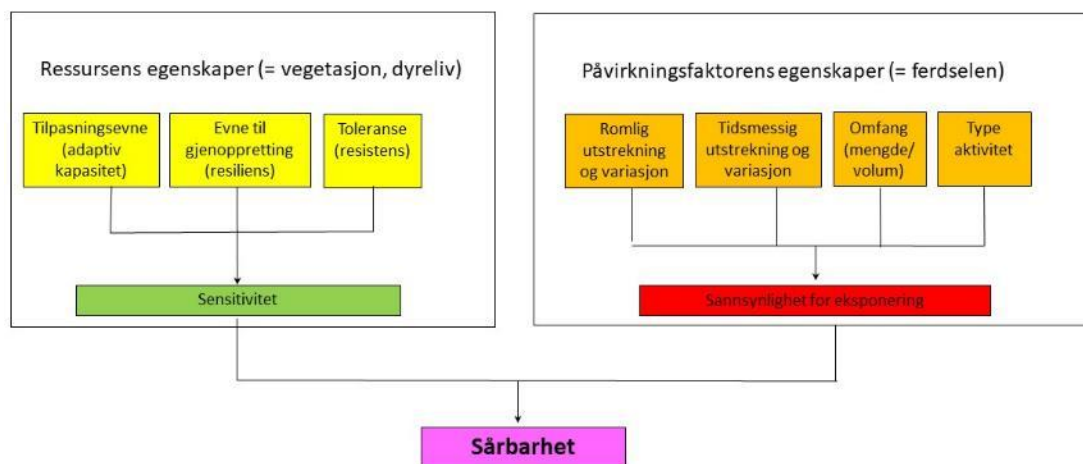 Ressursens egenskaper (= vegetasjon, dyreliv)
Tilpasningsevne
(adaptiv
kapasitet)
Evne til
gjenoppretting
(resiliens)
Toleranse
(resistens)
Sensitivitet
Påvirkningsfaktorens egenskaper (= ferdselen)
Romlig
utstrekning
og variasjon
Tidsmessig
utstrekning og
variasjon
Omfang
(mengde/
volum)
Type
aktivitet
Sannsynlighet for eksponering
Sårbarhet